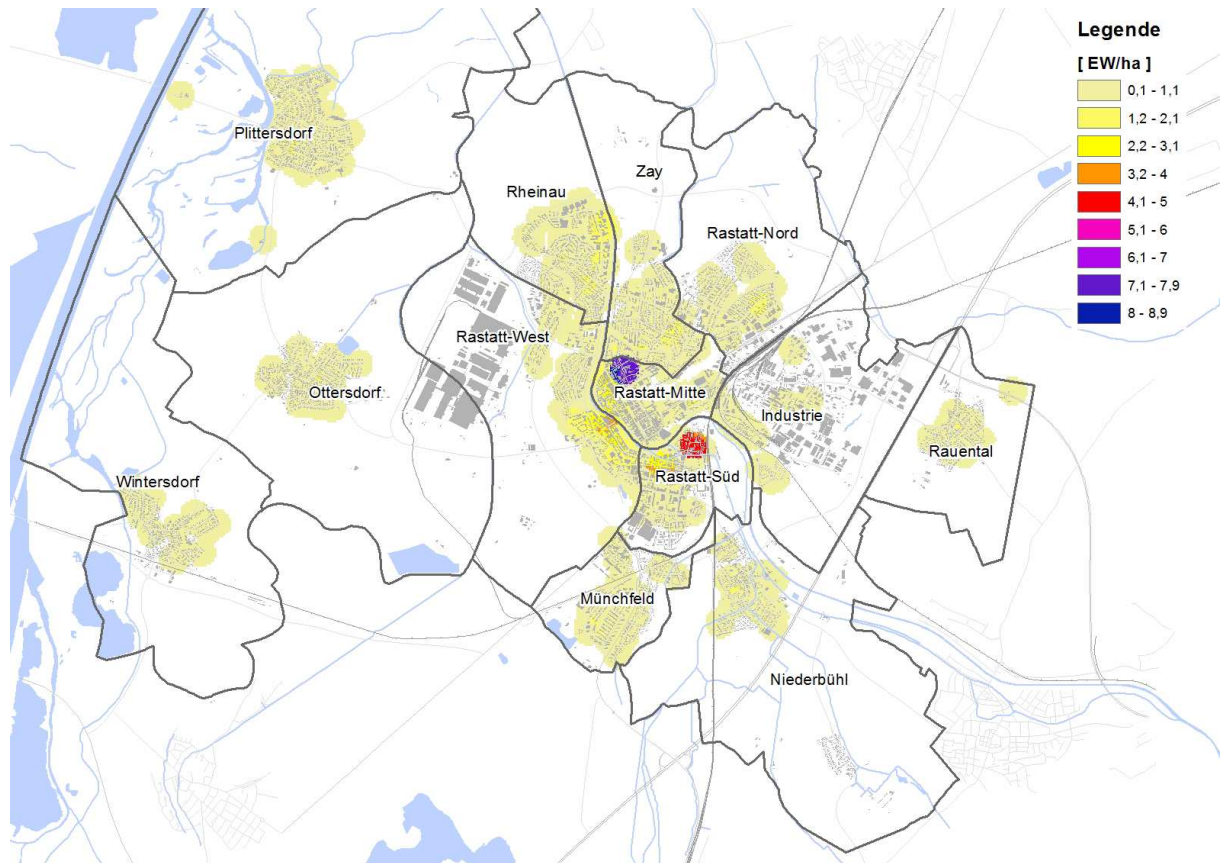 Legende
[ EW/ha ]
0,1 - 1,1
1,2 - 2,1
2,2 - 3,1
3,2 - 4
4,1 - 5
5,1 - 6
6,1 - 7
7,1 - 7,9
8 - 8,9
Plittersdorf
Zay
Rheinau
Rastatt-Nord
Rastatt-West
Ottersdorf
Rastatt-Mitte
Industrie
Rauental
Wintersdorf
Rastatt-Süd
Münchfeld
Niederbühl